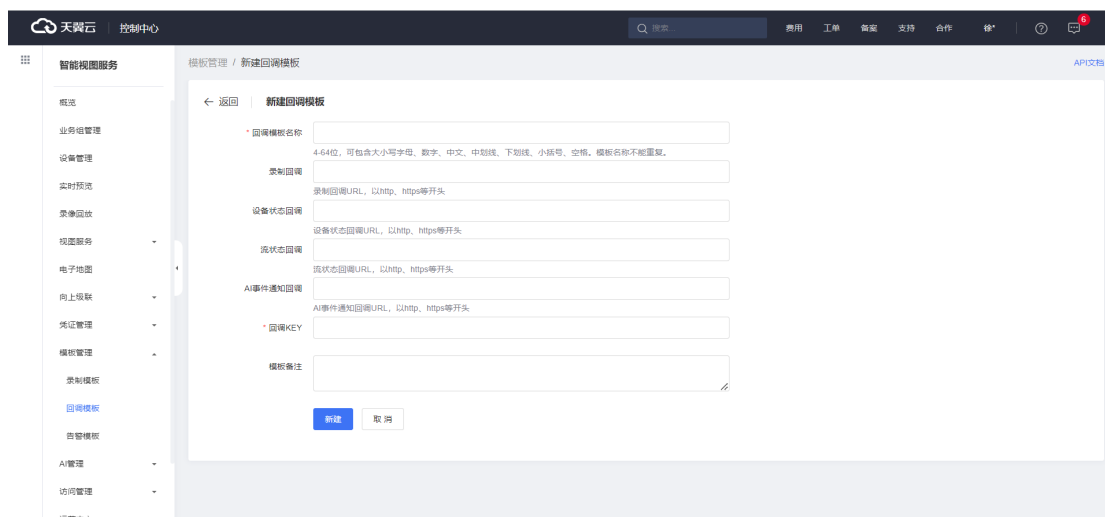 天翼云 控制中心 搜索... 费用 工单 备案 支持 合作 徐* 6
智能视图服务
模板管理 / 新建回调模板 API文档
概览
业务组管理
设备管理
实时预览
录像回放
视图服务
电子地图
向上级联
凭证管理
模板管理
录制模板
回调模板
告警模板
AI管理
访问管理
← 返回 新建回调模板
* 回调模板名称
4-64位，可包含大小写字母、数字、中文、中划线、下划线、小括号、空格。模板名称不能重复。
录制回调
录制回调URL，以http、https等开头
设备状态回调
设备状态回调URL，以http、https等开头
流状态回调
流状态回调URL，以http、https等开头
AI事件通知回调
AI事件通知回调URL，以http、https等开头
* 回调KEY
模板备注
新建 取消